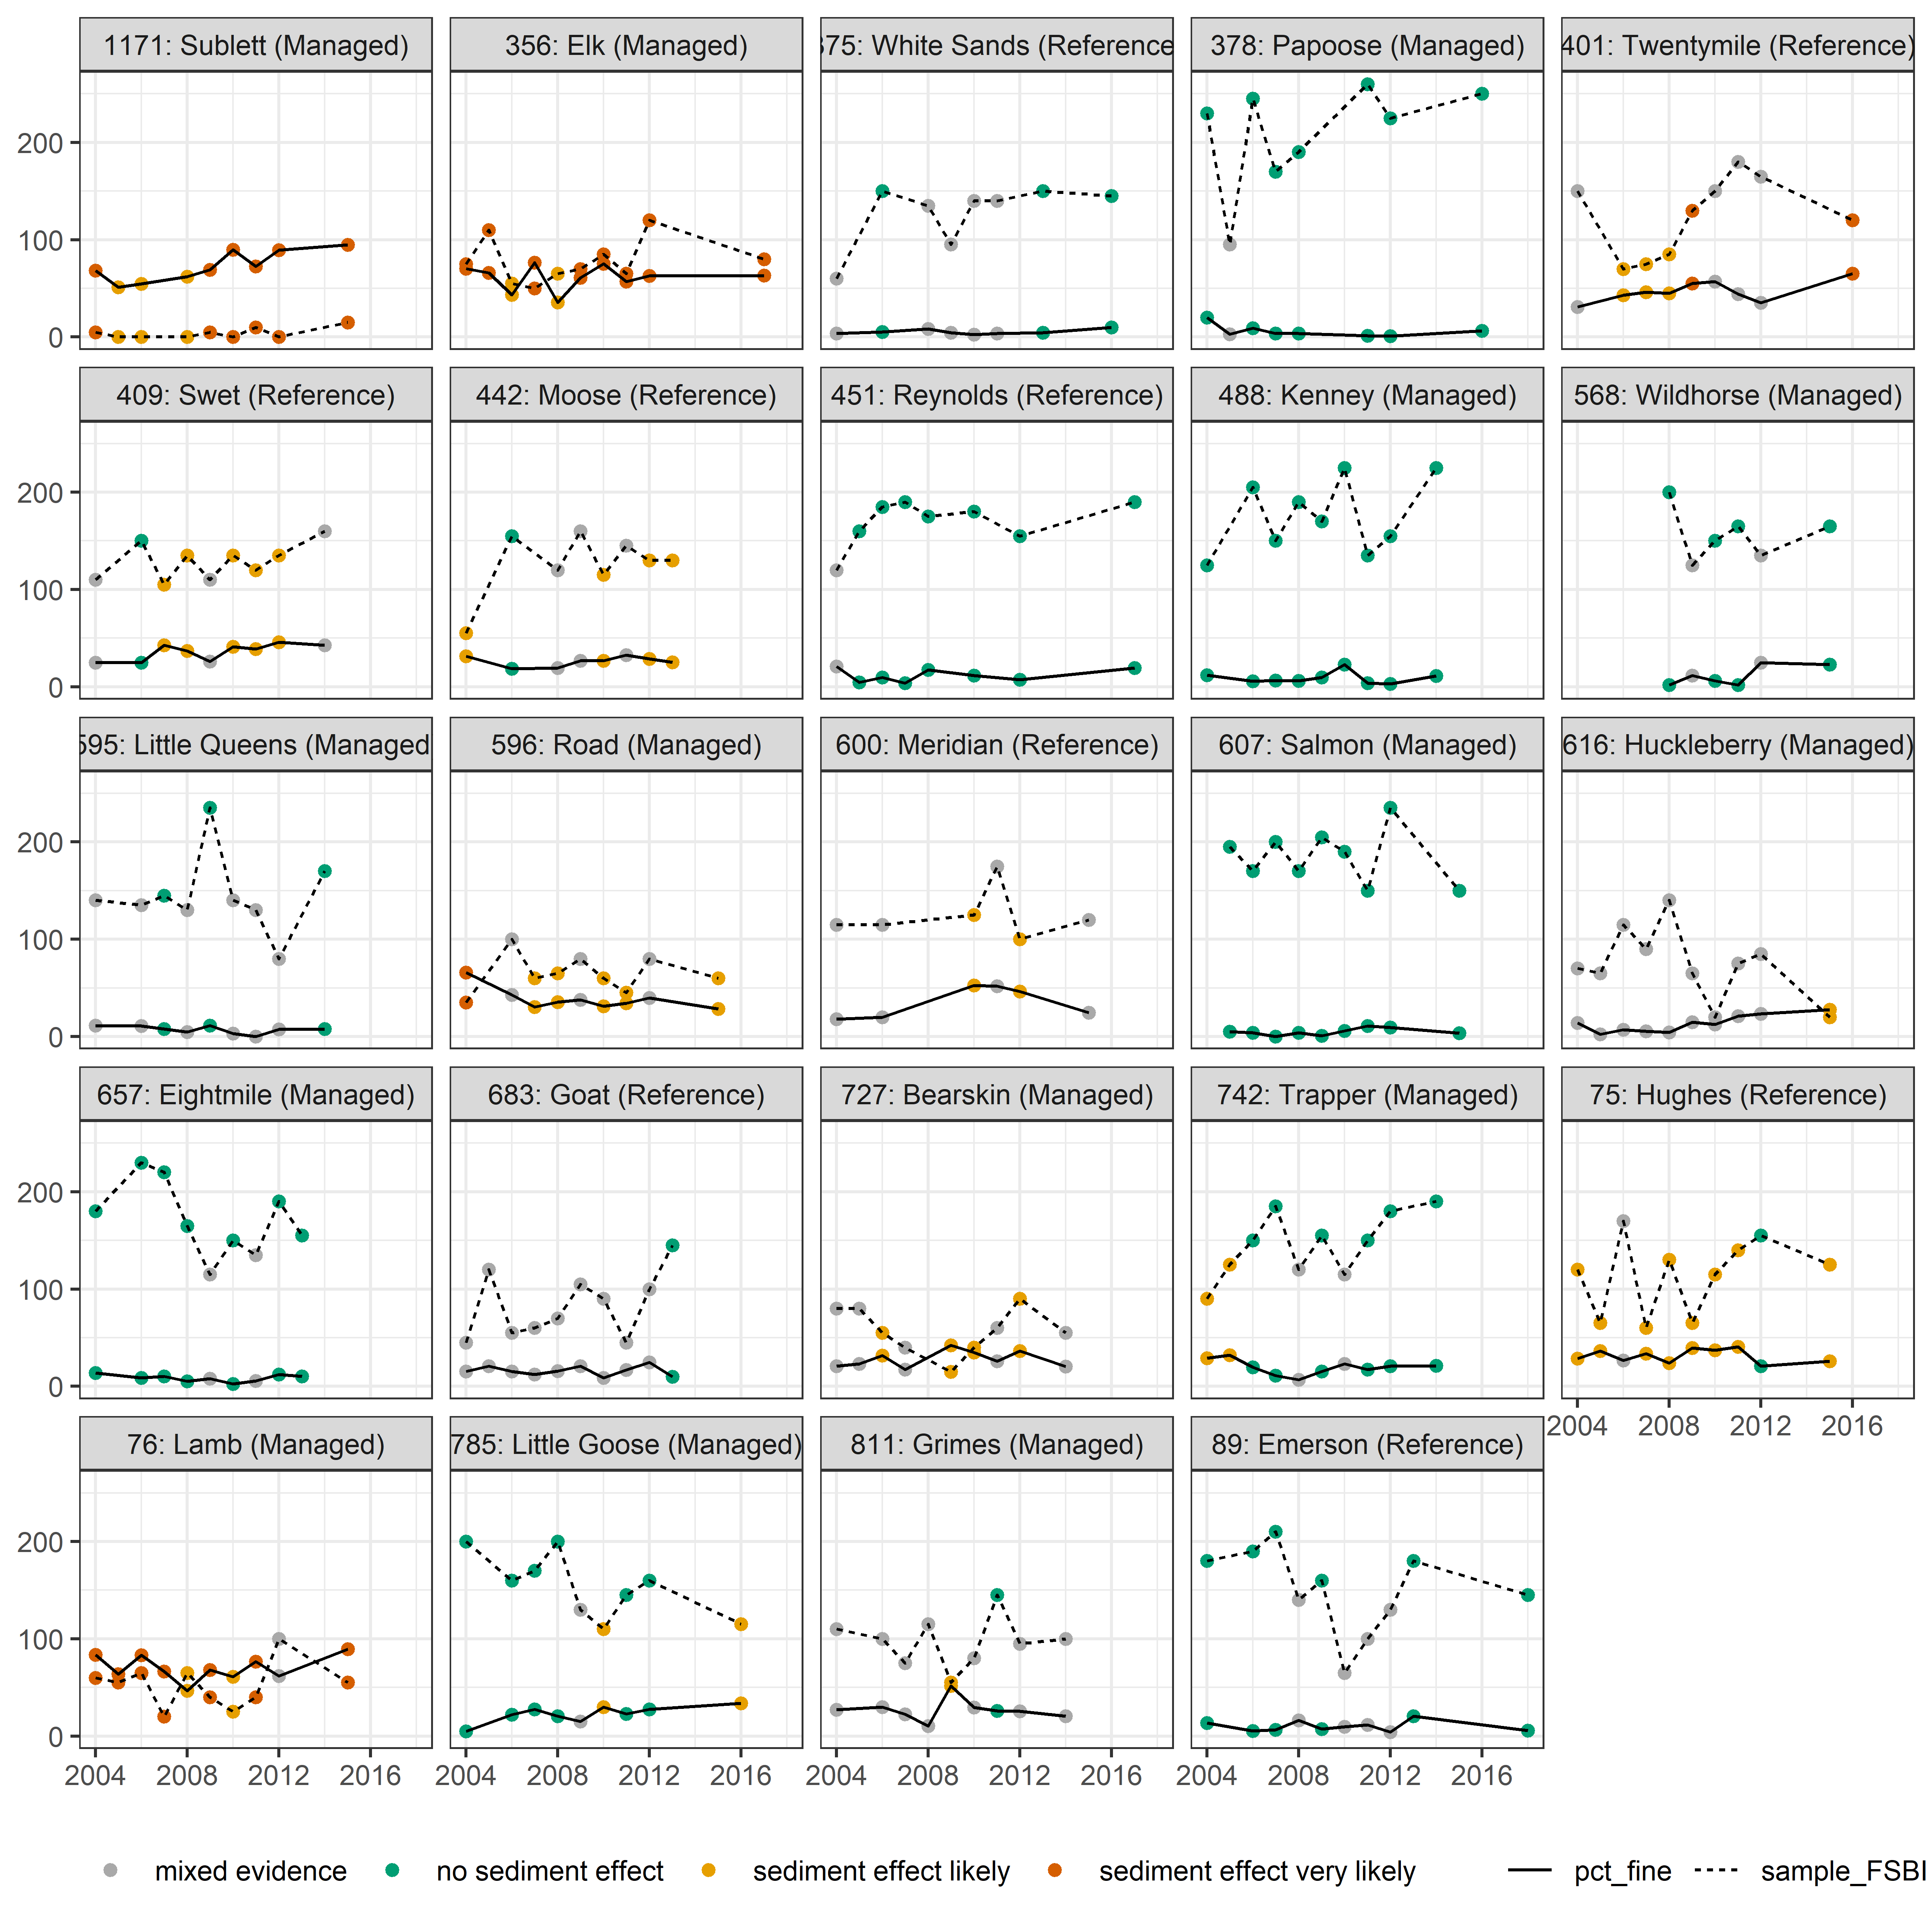 1171: Sublett (Managed)
356: Elk (Managed)
375: White Sands (Reference
378: Papoose (Managed)
401: Twentymile (Reference)
200
100
0
409: Swet (Reference)
442: Moose (Reference)
451: Reynolds (Reference)
488: Kenney (Managed)
568: Wildhorse (Managed)
200
100
0
595: Little Queens (Managed
596: Road (Managed)
600: Meridian (Reference)
607: Salmon (Managed)
616: Huckleberry (Managed)
200
100
0
657: Eightmile (Managed)
683: Goat (Reference)
727: Bearskin (Managed)
742: Trapper (Managed)
75: Hughes (Reference)
200
100
0
2004 2008 2012 2016
76: Lamb (Managed)
785: Little Goose (Managed)
811: Grimes (Managed)
89: Emerson (Reference)
200
100
0
2004 2008 2012 2016
2004 2008 2012 2016
2004 2008 2012 2016
2004 2008 2012 2016
mixed evidence no sediment effect sediment effect likely sediment effect very likely pct_fine sample_FSBI